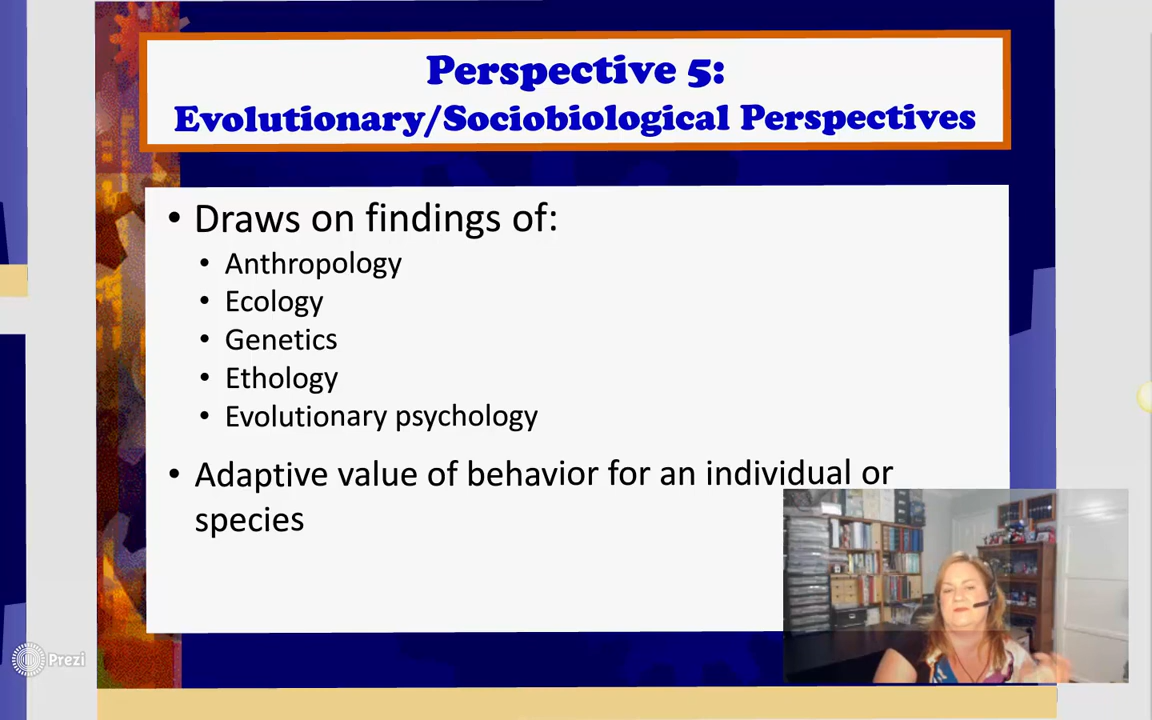 Perspective 5:
Evolutionary/Sociobiological Perspectives
• Draws on findings of:
• Anthropology
• Ecology
• Genetics
• Ethology
• Evolutionary psychology
• Adaptive value of behavior for an individual or
species
Prezi